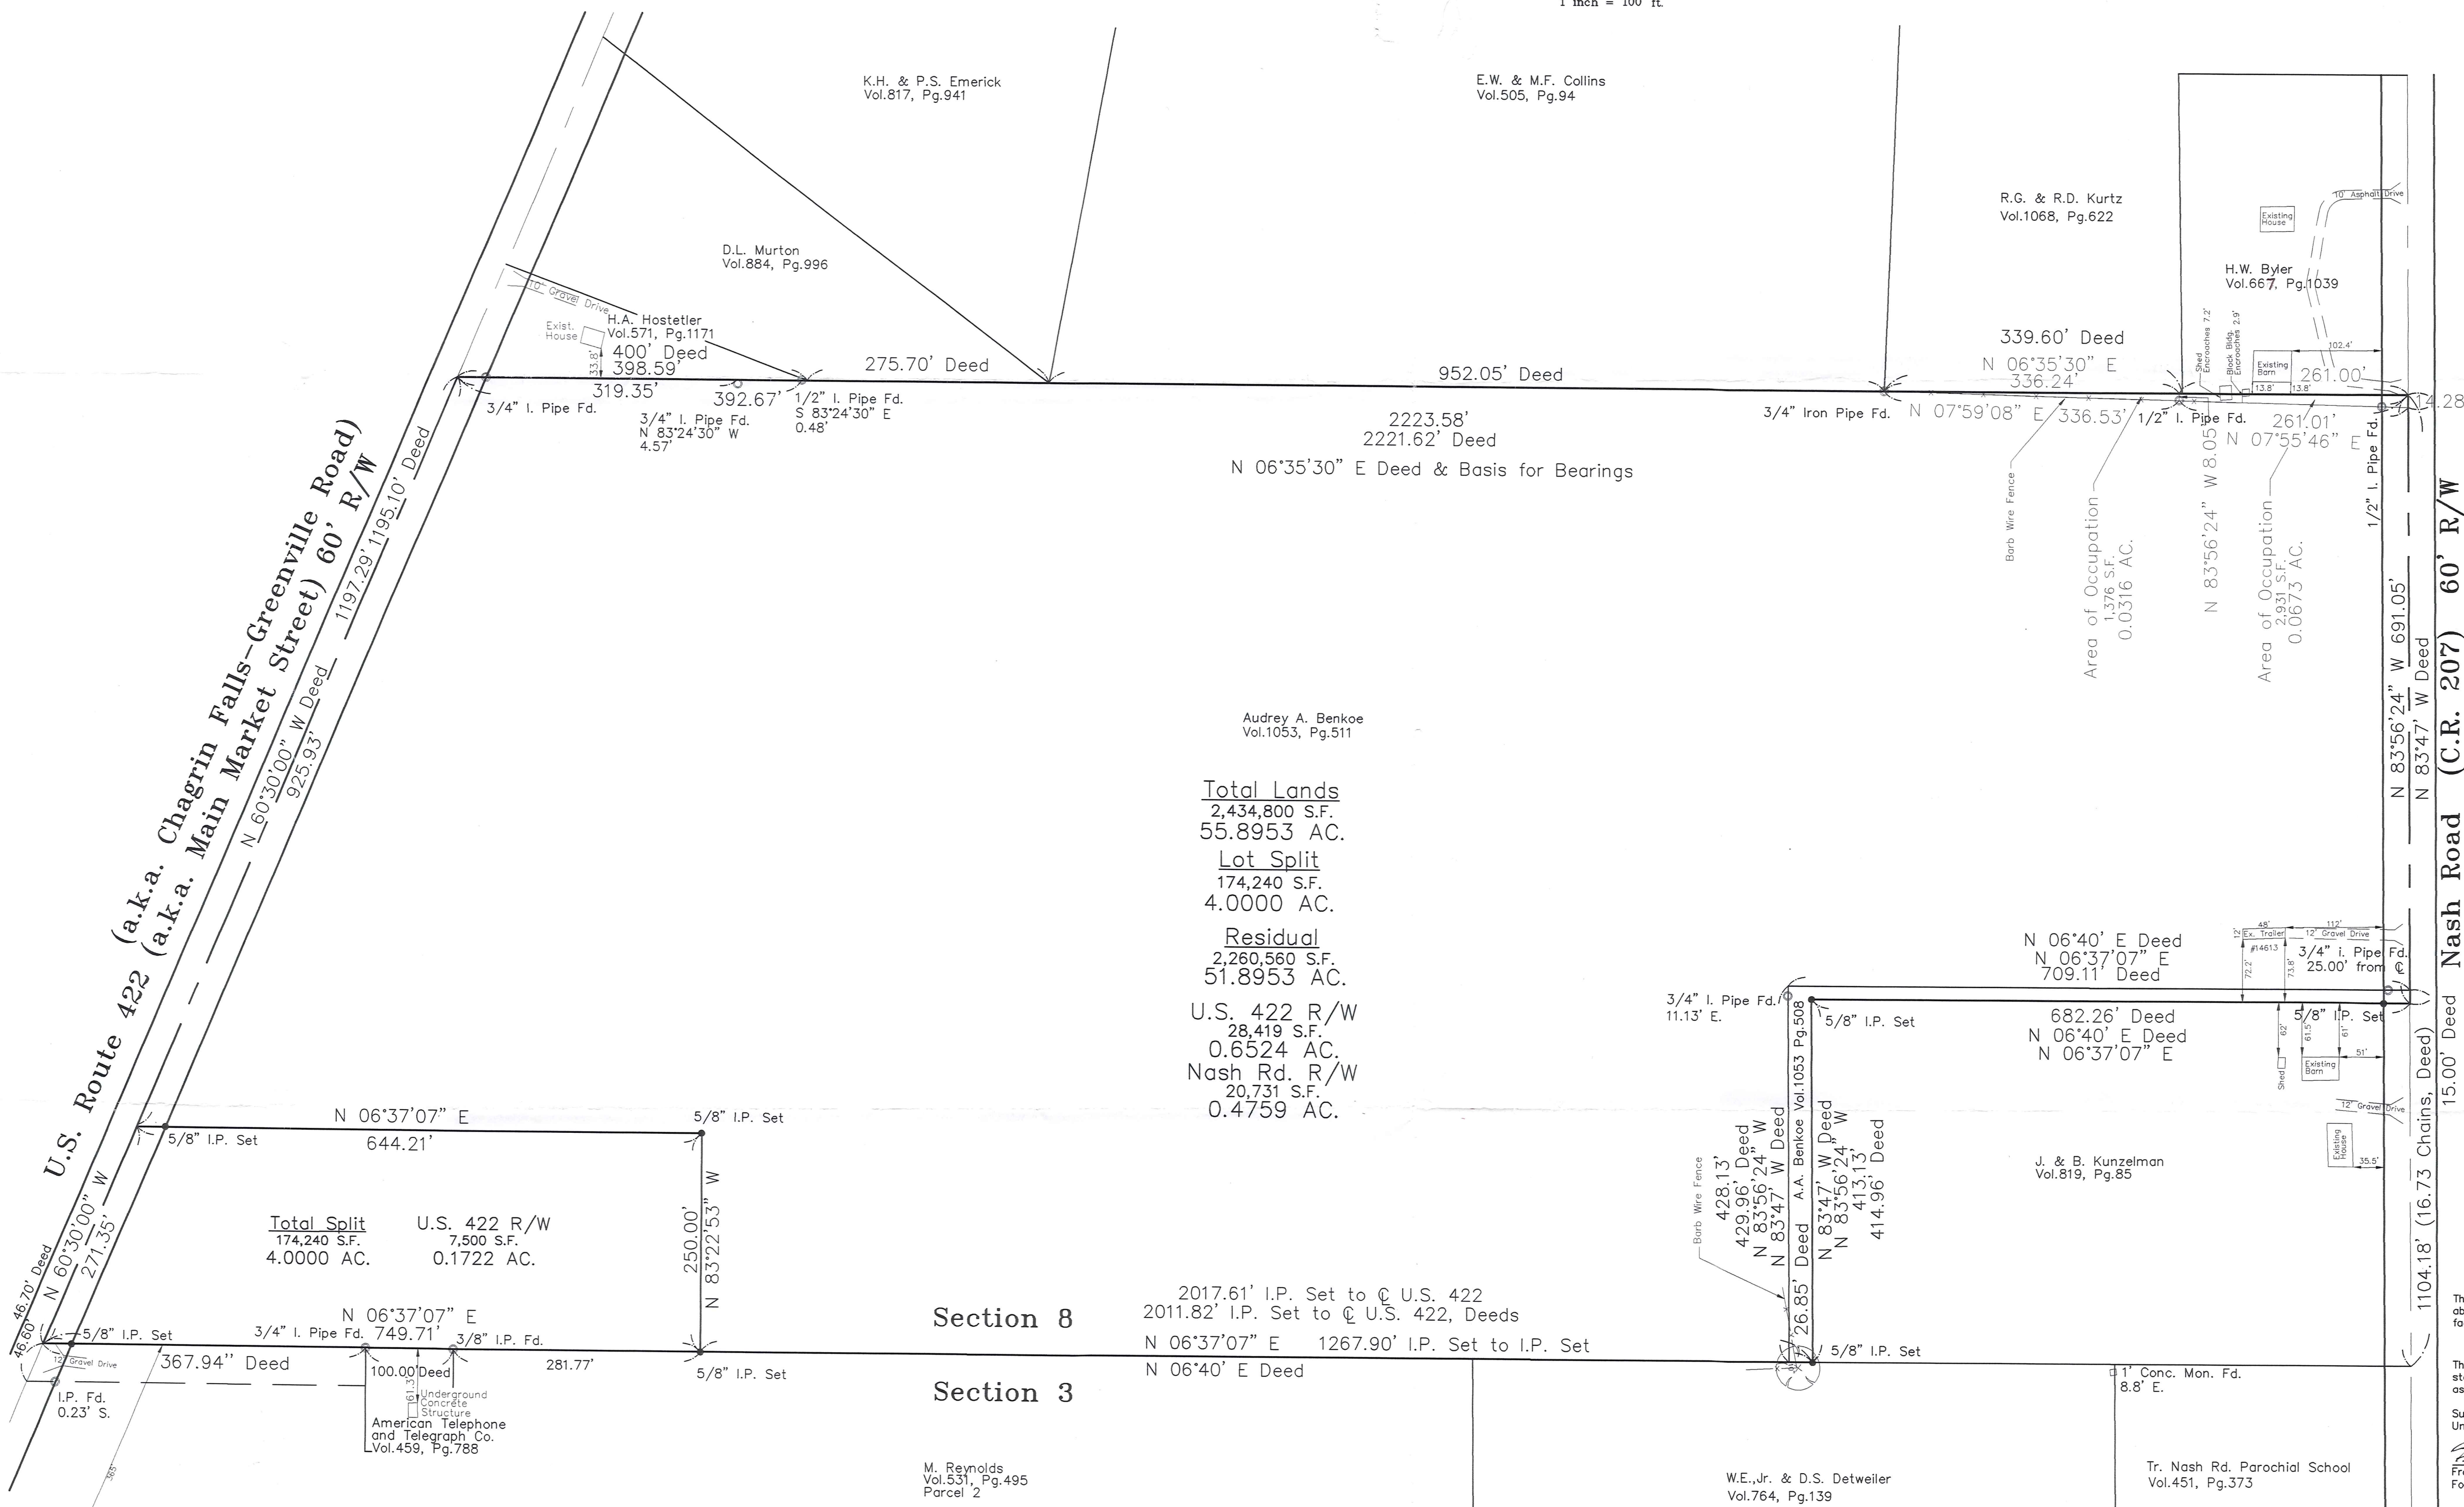 1 inch = 100 ft.
K.H. & P.S. Emerick
Vol.817, Pg.941
E.W. & M.F. Collins
Vol.505, Pg.94
R.G. & R.D. Kurtz
Vol.1068, Pg.622
10' Asphalt Drive
Existing
House
H.W. Byler
Vol.667, Pg.1039
D.L. Murton
Vol.884, Pg.996
10' Gravel Drive
Exist.
House
H.A. Hostetler
Vol.571, Pg.1171
400' Deed
398.59'
33.8'
319.35'
392.67'
275.70' Deed
952.05' Deed
339.60' Deed
N 06°35'30" E
336.24'
Shed
Encroaches 7.2'
Block Bldg.
Encroaches 2.9'
102.4'
Existing
Barn
13.8'
13.8'
261.00'
14.28
3/4" I. Pipe Fd.
3/4" I. Pipe Fd.
N 83°24'30" W
4.57'
1/2" I. Pipe Fd.
S 83°24'30" E
0.48'
2223.58'
2221.62' Deed
N 06°35'30" E Deed & Basis for Bearings
3/4" Iron Pipe Fd.
N 07°59'08" E 336.53'
1/2" I. Pipe Fd.
261.01'
N 07°55'46" E
Barb Wire Fence
Area of Occupation
1,376 S.F.
0.0316 AC.
N 83°56'24" W 8.05'
Area of Occupation
2,931 S.F.
0.0673 AC.
1/2" I. Pipe Fd.
U.S. Route 422 (a.k.a. Chagrin Falls-Greenville Road)
(a.k.a. Main Market Street) 60' R/W
1197.29' 1195.10' Deed
N 60°30'00" W Deed
925.93'
N 83°56'24" W 691.05'
N 83°47' W Deed
Nash Road (C.R. 207) 60' R/W
Audrey A. Benkoe
Vol.1053, Pg.511
Total Lands
2,434,800 S.F.
55.8953 AC.
Lot Split
174,240 S.F.
4.0000 AC.
Residual
2,260,560 S.F.
51.8953 AC.
U.S. 422 R/W
28,419 S.F.
0.6524 AC.
Nash Rd. R/W
20,731 S.F.
0.4759 AC.
48'
112'
12'
Ex. Trailer
12' Gravel Drive
#14613
72.2'
73.8'
N 06°40' E Deed
N 06°37'07" E
709.11' Deed
3/4" i. Pipe Fd.
25.00' from ℄
3/4" I. Pipe Fd.
11.13' E.
5/8" I.P. Set
682.26' Deed
N 06°40' E Deed
N 06°37'07" E
5/8" I.P. Set
62'
61.5'
61'
51'
Shed
Existing
Barn
12' Gravel Drive
Existing
House
35.5'
15.00' Deed
1104.18' (16.73 Chains, Deed)
J. & B. Kunzelman
Vol.819, Pg.85
Barb Wire Fence
428.13'
429.96' Deed
N 83°56'24" W
N 83°47' W Deed
26.85' Deed
A.A. Benkoe Vol.1053 Pg.508
N 83°47' W Deed
N 83°56'24" W
413.13'
414.96' Deed
N 06°37'07" E
644.21'
5/8" I.P. Set
5/8" I.P. Set
250.00'
N 83°22'53" W
Total Split
174,240 S.F.
4.0000 AC.
U.S. 422 R/W
7,500 S.F.
0.1722 AC.
46.70' Deed
46.60'
N 60°30'00" W
271.35'
5/8" I.P. Set
N 06°37'07" E
3/4" I. Pipe Fd.
749.71'
3/8" I.P. Fd.
12' Gravel Drive
367.94" Deed
100.00' Deed
281.77'
5/8" I.P. Set
I.P. Fd.
0.23' S.
61.3'
Underground
Concrete
Structure
American Telephone
and Telegraph Co.
Vol.459, Pg.788
365'
Section 8
Section 3
2017.61' I.P. Set to ℄ U.S. 422
2011.82' I.P. Set to ℄ U.S. 422, Deeds
N 06°37'07" E 1267.90' I.P. Set to I.P. Set
N 06°40' E Deed
5/8" I.P. Set
1' Conc. Mon. Fd.
8.8' E.
M. Reynolds
Vol.531, Pg.495
Parcel 2
W.E.,Jr. & D.S. Detweiler
Vol.764, Pg.139
Tr. Nash Rd. Parochial School
Vol.451, Pg.373